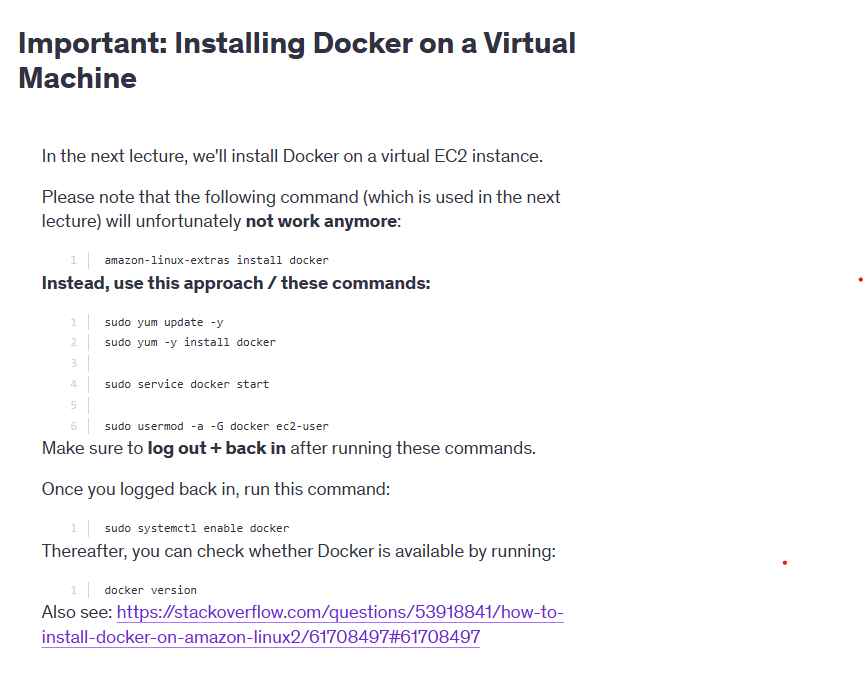 Important: Installing Docker on a Virtual
Machine
In the next lecture, we'll install Docker on a virtual EC2 instance.
Please note that the following command (which is used in the next
lecture) will unfortunately not work anymore:
1 amazon-linux-extras install docker
Instead, use this approach / these commands:
1 sudo yum update -y
2 sudo yum -y install docker
3
4 sudo service docker start
5
6 sudo usermod -a -G docker ec2-user
Make sure to log out + back in after running these commands.
Once you logged back in, run this command:
1 sudo systemctl enable docker
Thereafter, you can check whether Docker is available by running:
1 docker version
Also see: https://stackoverflow.com/questions/53918841/how-to-
install-docker-on-amazon-linux2/61708497#61708497